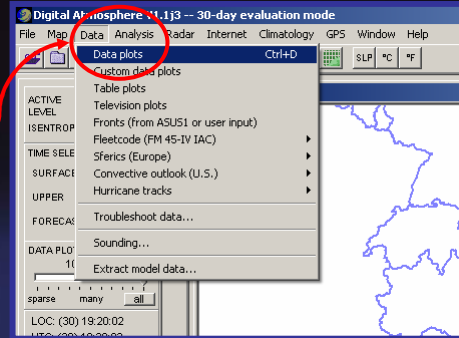 Digital Atmosphere V1.1j3 -- 30-day evaluation mode
File Map Data Analysis Radar Internet Climatology GPS Window Help
Data plots Ctrl+D
SLP °C °F
Custom data plots
Table plots
Television plots
Fronts (from ASUS1 or user input)
Fleetcode (FM 45-IV IAC)
Sferics (Europe)
Convective outlook (U.S.)
Hurricane tracks
Troubleshoot data...
Sounding...
Extract model data...
ACTIVE
LEVEL
ISENTROP
TIME SELE
SURFAC
UPPER
FORECAS
DATA PLO
10
sparse many all
LOC: (30) 19:20:02